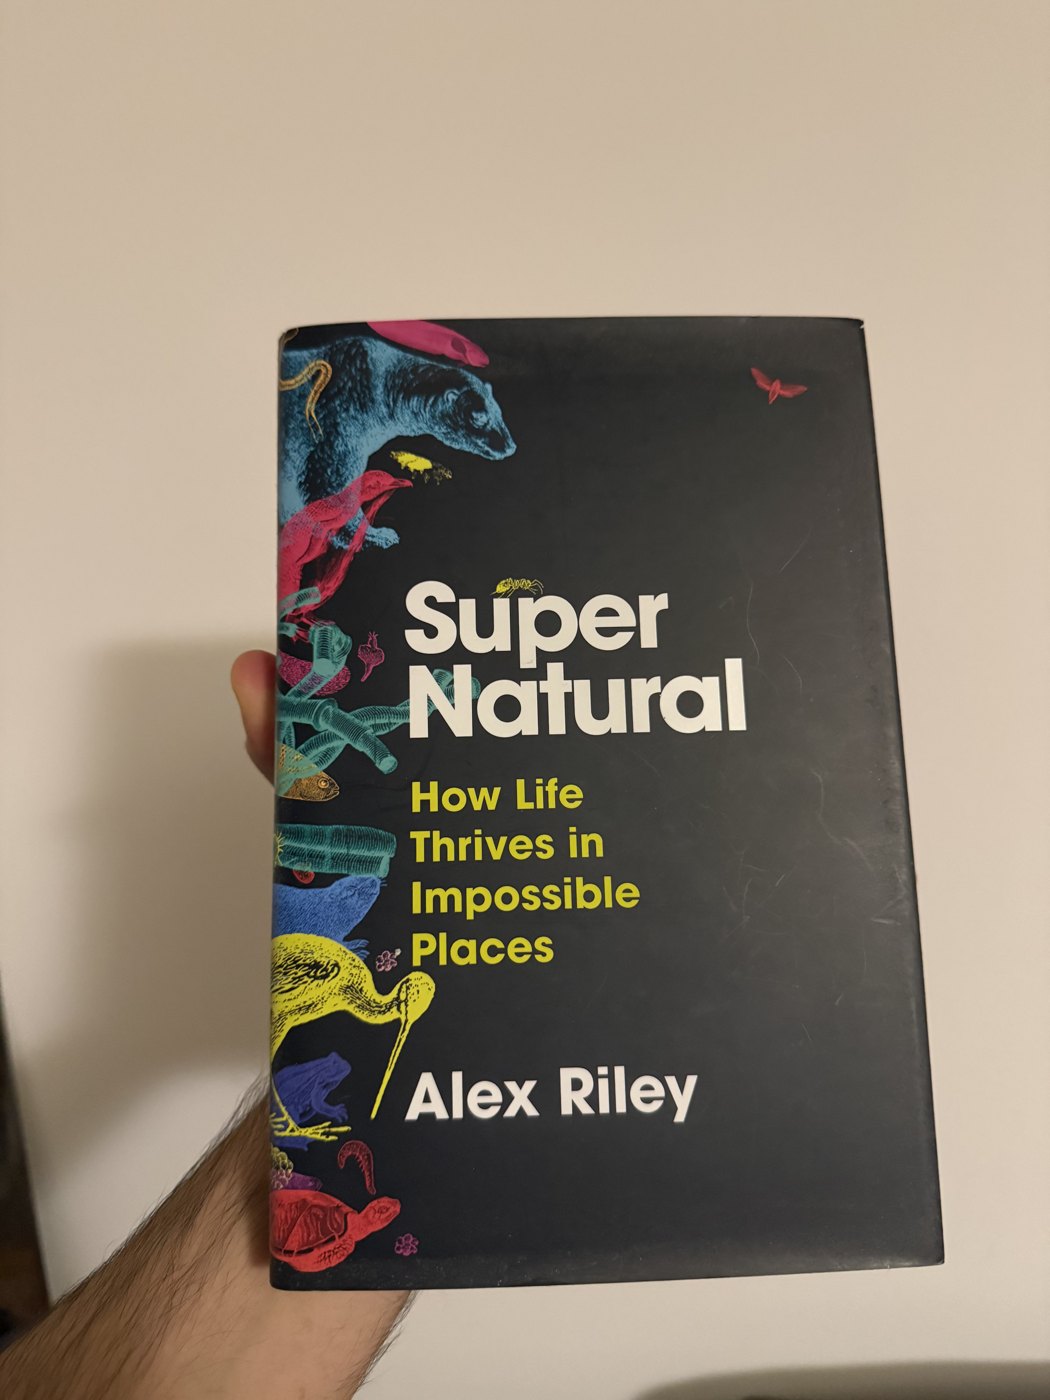 Super
Natural
How Life
Thrives in
Impossible
Places
Alex Riley